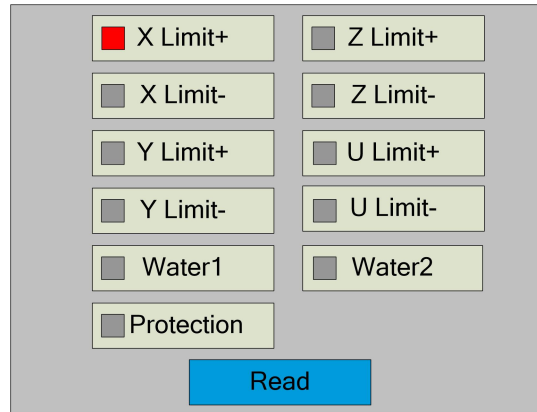 X Limit+
Z Limit+
X Limit-
Z Limit-
Y Limit+
U Limit+
Y Limit-
U Limit-
Water1
Water2
Protection
Read